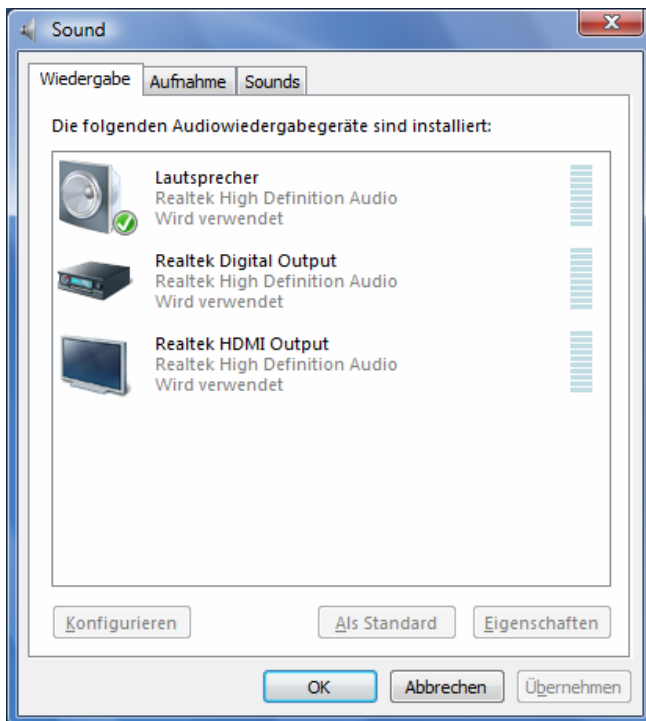 Sound
Wiedergabe Aufnahme Sounds
Die folgenden Audiowiedergabegeräte sind installiert:
Lautsprecher
Realtek High Definition Audio
Wird verwendet
Realtek Digital Output
Realtek High Definition Audio
Wird verwendet
Realtek HDMI Output
Realtek High Definition Audio
Wird verwendet
Konfigurieren Als Standard Eigenschaften
OK Abbrechen Übernehmen